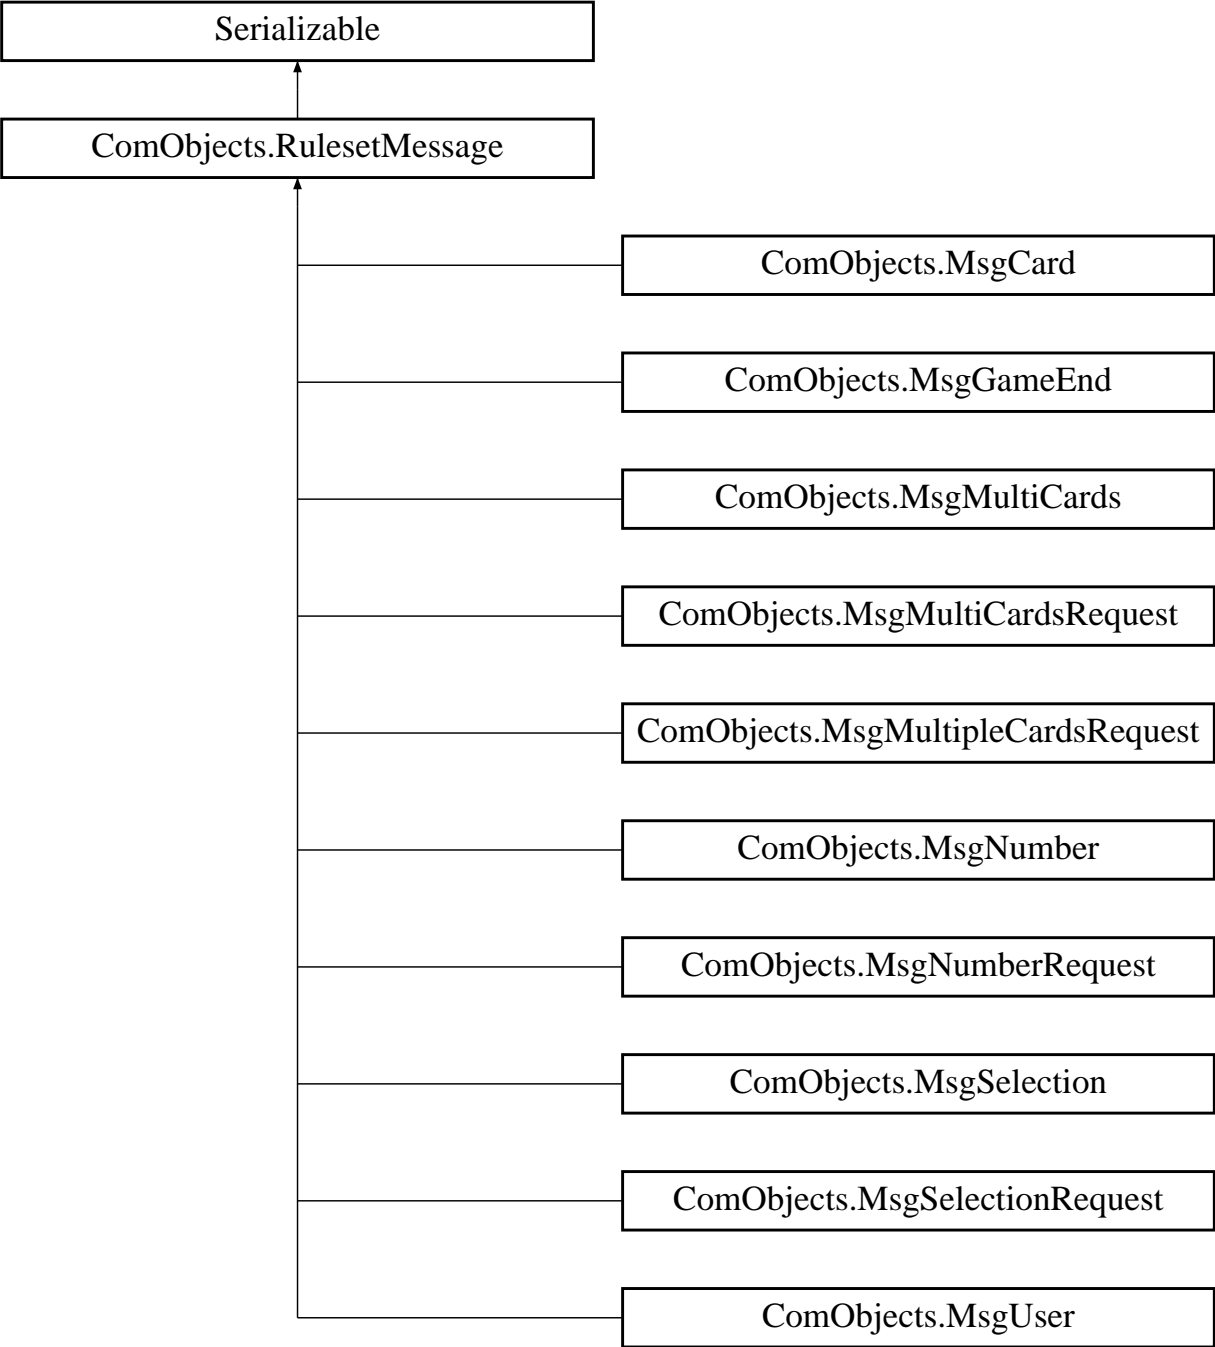 Serializable
ComObjects.RulesetMessage
ComObjects.MsgCard
ComObjects.MsgGameEnd
ComObjects.MsgMultiCards
ComObjects.MsgMultiCardsRequest
ComObjects.MsgMultipleCardsRequest
ComObjects.MsgNumber
ComObjects.MsgNumberRequest
ComObjects.MsgSelection
ComObjects.MsgSelectionRequest
ComObjects.MsgUser